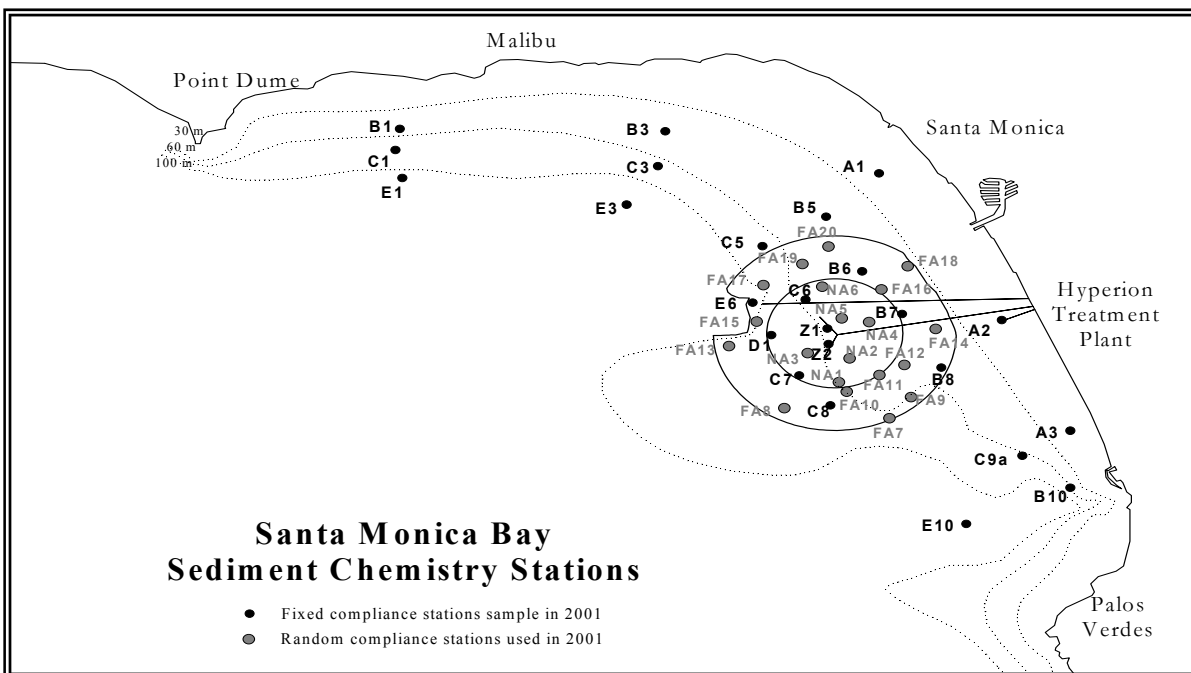 Malibu
Point Dume
Santa Monica
30 m
60 m
100 m
B1
B3
C1
C3
A1
E1
E3
B5
FA20
C5
FA19
FA18
B6
FA17
C6
NA6
FA16
E6
NA5
B7
Hyperion
Treatment
Plant
FA15
Z1
NA4
A2
FA14
D1
Z2
FA13
NA3
NA2
FA12
C7
NA1
FA11
B8
FA8
C8
FA10
FA9
FA7
A3
C9a
B10
E10
Santa Monica Bay
Sediment Chemistry Stations
Fixed compliance stations sample in 2001
Random compliance stations used in 2001
Palos
Verdes